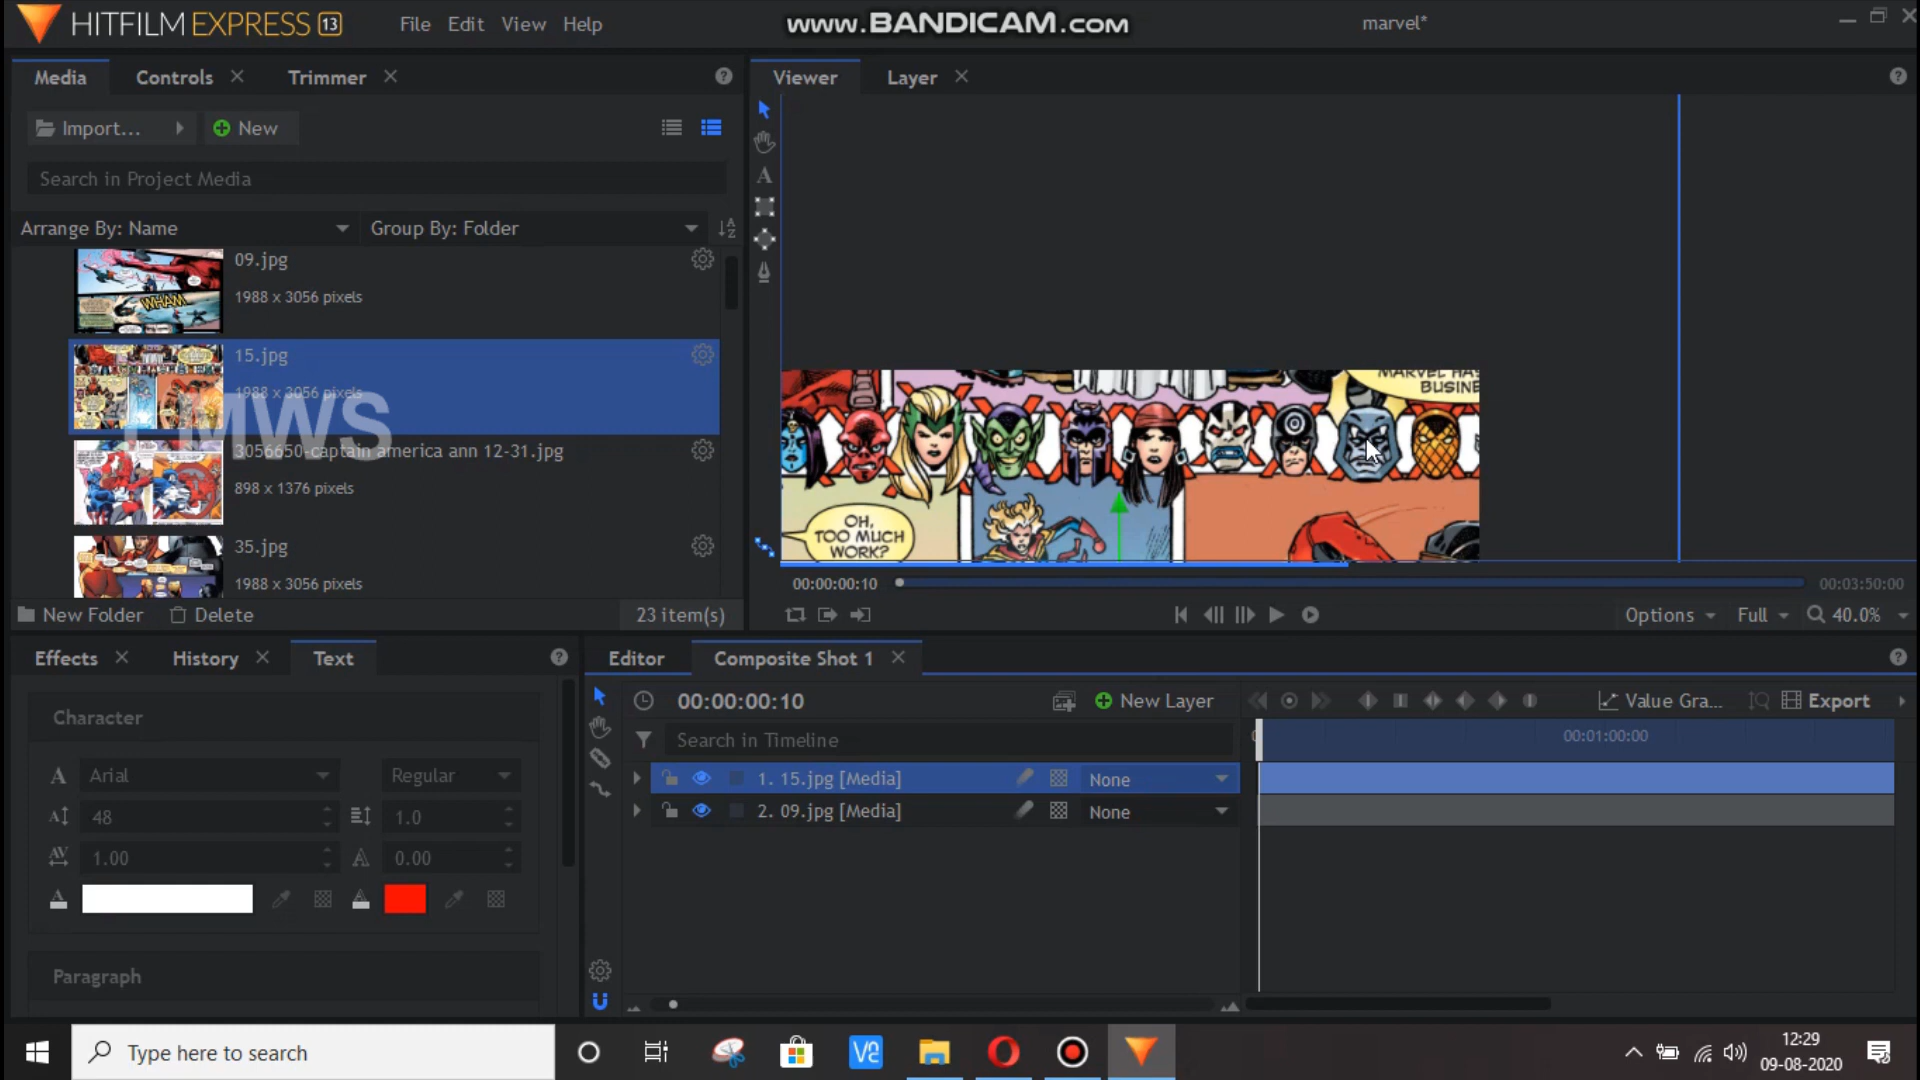 HITFILM EXPRESS 13
File Edit View Help
www.BANDICAM.com
marvel*
Media
Controls
Trimmer
Import...
New
Search in Project Media
Arrange By: Name
Group By: Folder
09.jpg
1988 x 3056 pixels
WHAM!
15.jpg
1988 x 3056 pixels
MWS
3056650-captain america ann 12-31.jpg
898 x 1376 pixels
35.jpg
1988 x 3056 pixels
New Folder
Delete
23 item(s)
Viewer
Layer
MARVEL HA
BUSINE
OH,
TOO MUCH
WORK?
00:00:00:10
00:03:50:00
Options
Full
40.0%
Effects
History
Text
Character
Arial
Regular
48
1.0
1.00
0.00
Paragraph
Editor
Composite Shot 1
00:00:00:10
New Layer
Value Gra...
Export
Search in Timeline
00:01:00:00
1. 15.jpg [Media]
None
2. 09.jpg [Media]
None
Type here to search
12:29
09-08-2020